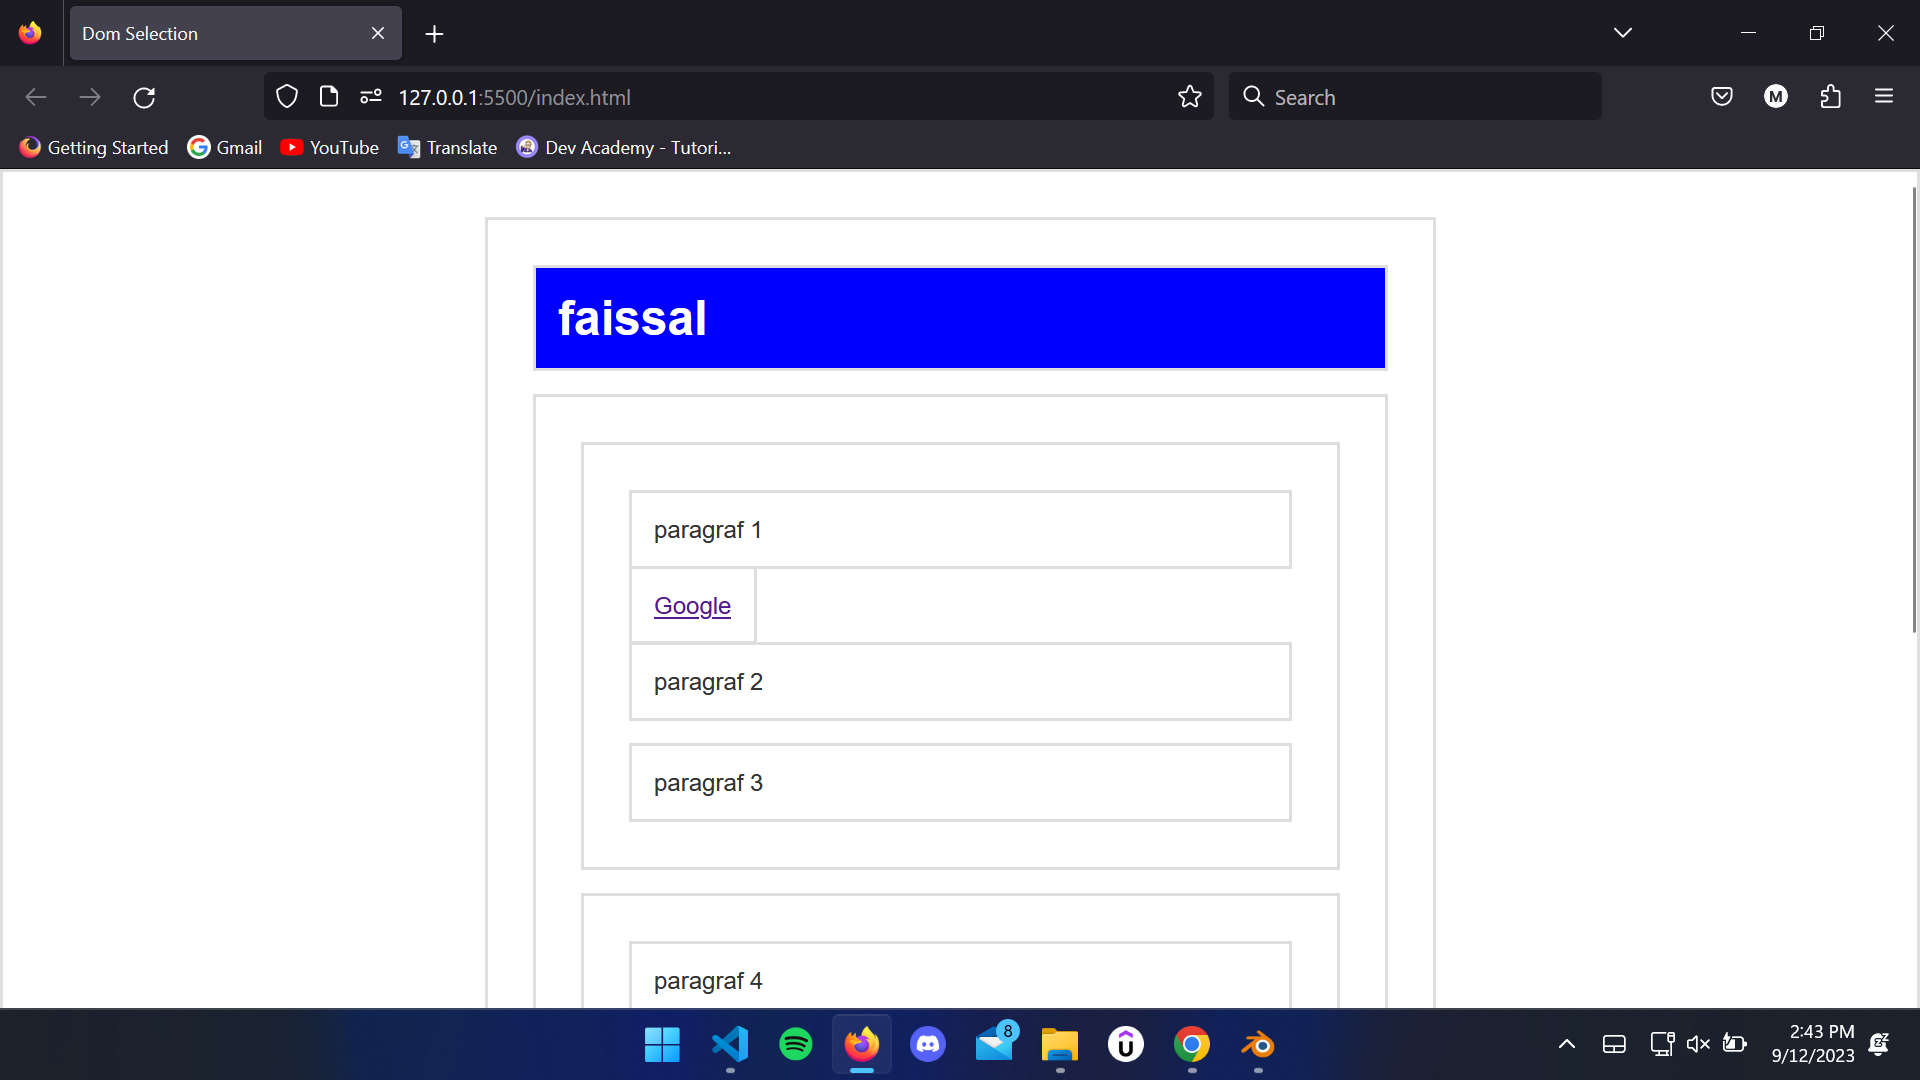 Dom Selection
127.0.0.1:5500/index.html
Search
M
Getting Started
Gmail
YouTube
Translate
Dev Academy - Tutori...
faissal
paragraf 1
Google
paragraf 2
paragraf 3
paragraf 4
8
2:43 PM
9/12/2023